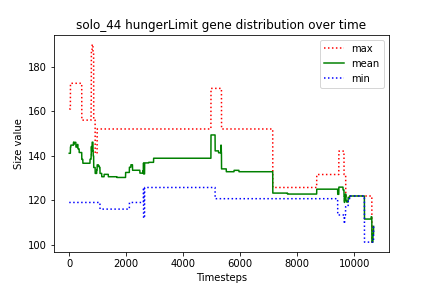 solo_44 hungerLimit gene distribution over time
max
mean
min
Size value
180
160
140
120
100
0
2000
4000
6000
8000
10000
Timesteps